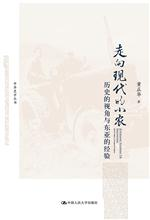 董正华 著
走向现代的小农
历史的视角与东亚的经验
中国人民大学出版社